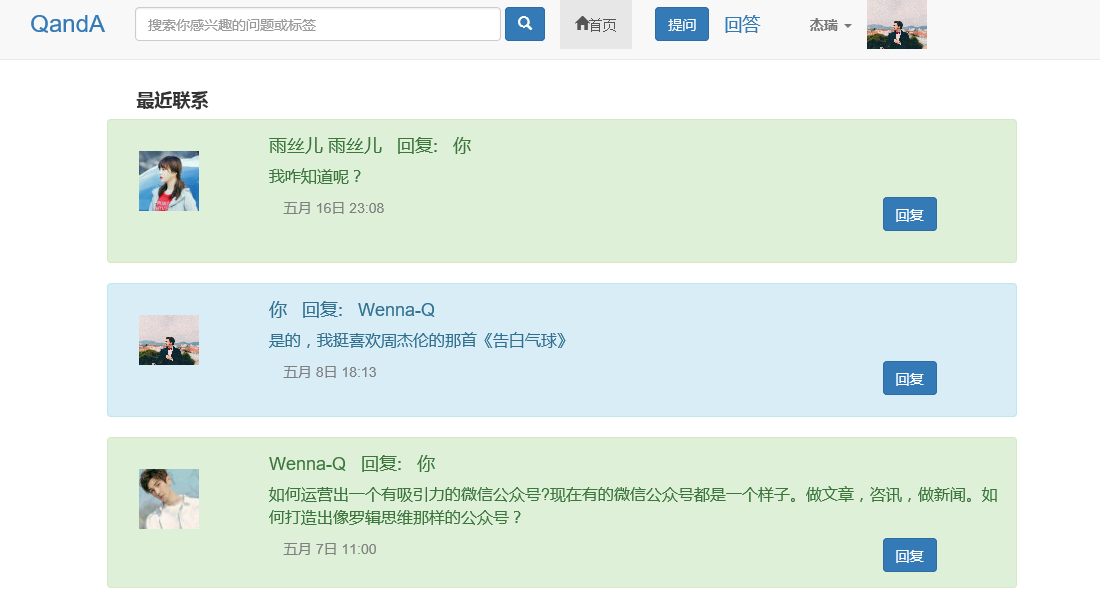 QandA 搜索你感兴趣的问题或标签 首页 提问 回答 杰瑞
最近联系
雨丝儿 雨丝儿 回复: 你
我咋知道呢？
五月 16日 23:08
回复
你 回复: Wenna-Q
是的，我挺喜欢周杰伦的那首《告白气球》
五月 8日 18:13
回复
Wenna-Q 回复: 你
如何运营出一个有吸引力的微信公众号?现在有的微信公众号都是一个样子。做文章，咨讯，做新闻。如
何打造出像罗辑思维那样的公众号？
五月 7日 11:00
回复